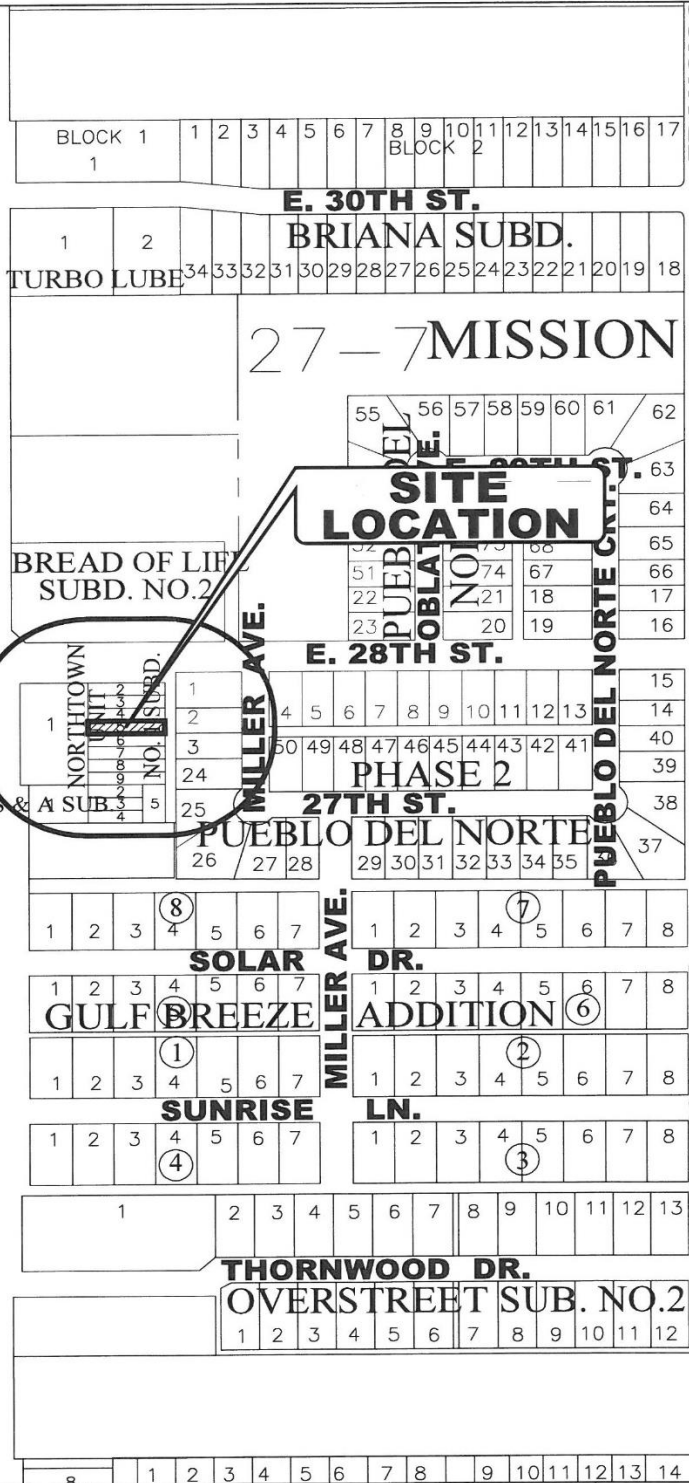 BLOCK 1 1 2 3 4 5 6 7 8 9 10 11 12 13 14 15 16 17
1 BLOCK 2
E. 30TH ST.
1 2 BRIANA SUBD.
TURBO LUBE 34 33 32 31 30 29 28 27 26 25 24 23 22 21 20 19 18
27-7 MISSION
55 56 57 58 59 60 61 62
63
SITE
LOCATION
64
BREAD OF LIFE
SUBD. NO.2
51 74 67 65
66
22 21 18 17
23 20 19 16
PUEBLO DEL NORTE CRT.
MILLER AVE.
E. 28TH ST.
NORTHTOWN
UNIT
NO. 1 SUBD.
1 2 3 4 5 6 7 8 9 2 3 4 5
1 4 5 6 7 8 9 10 11 12 13 15
2 14
3 50 49 48 47 46 45 44 43 42 41 40
24 PHASE 2 39
& A SUB.
25 27TH ST. 38
PUEBLO DEL NORTE
26 27 28 29 30 31 32 33 34 35 37
8 7
1 2 3 4 5 6 7 1 2 3 4 5 6 7 8
MILLER AVE.
SOLAR DR.
1 2 3 4 5 6 7 1 2 3 4 5 6 7 8
GULF BREEZE ADDITION 6
1 2
1 2 3 4 5 6 7 1 2 3 4 5 6 7 8
SUNRISE LN.
1 2 3 4 5 6 7 1 2 3 4 5 6 7 8
4 3
1 2 3 4 5 6 7 8 9 10 11 12 13
THORNWOOD DR.
OVERSTREET SUB. NO.2
1 2 3 4 5 6 7 8 9 10 11 12
8 1 2 3 4 5 6 7 8 9 10 11 12 13 14